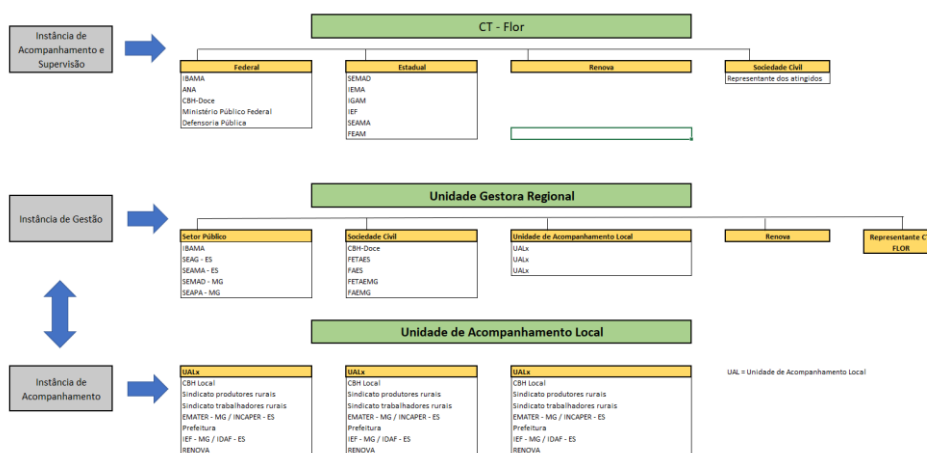 Instância de
Acompanhamento e
Supervisão
CT - Flor
Federal
IBAMA
ANA
CBH-Doce
Ministério Público Federal
Defensoria Pública
Estadual
SEMAD
IEMA
IGAM
IEF
SEAMA
FEAM
Renova
Sociedade Civil
Representante dos atingidos
Instância de Gestão
Unidade Gestora Regional
Setor Público
IBAMA
SEAG - ES
SEAMA - ES
SEMAD - MG
SEAPA - MG
Sociedade Civil
CBH-Doce
FETAES
FAES
FETAEMG
FAEMG
Unidade de Acompanhamento Local
UALx
UALx
UALx
Renova
Representante CT
FLOR
Instância de
Acompanhamento
Unidade de Acompanhamento Local
UALx
CBH Local
Sindicato produtores rurais
Sindicato trabalhadores rurais
EMATER - MG / INCAPER - ES
Prefeitura
IEF - MG / IDAF - ES
RENOVA
UALx
CBH Local
Sindicato produtores rurais
Sindicato trabalhadores rurais
EMATER - MG / INCAPER - ES
Prefeitura
IEF - MG / IDAF - ES
RENOVA
UALx
CBH Local
Sindicato produtores rurais
Sindicato trabalhadores rurais
EMATER - MG / INCAPER - ES
Prefeitura
IEF - MG / IDAF - ES
RENOVA
UAL = Unidade de Acompanhamento Local